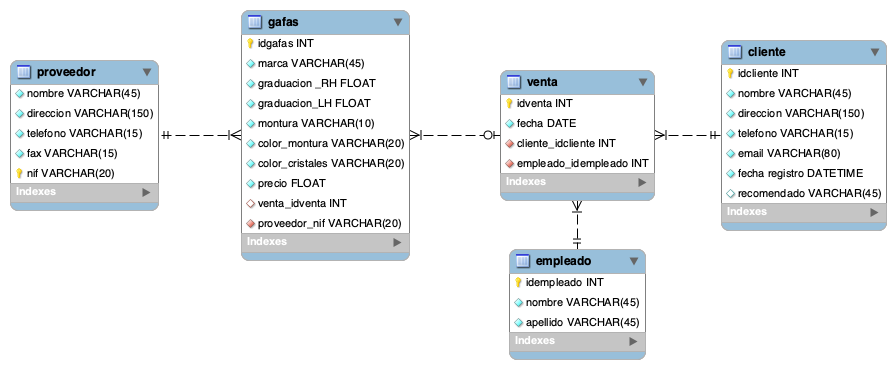 proveedor
nombre VARCHAR(45)
direccion VARCHAR(150)
telefono VARCHAR(15)
fax VARCHAR(15)
nif VARCHAR(20)
Indexes
gafas
idgafas INT
marca VARCHAR(45)
graduacion _RH FLOAT
graduacion_LH FLOAT
montura VARCHAR(10)
color_montura VARCHAR(20)
color_cristales VARCHAR(20)
precio FLOAT
venta_idventa INT
proveedor_nif VARCHAR(20)
Indexes
venta
idventa INT
fecha DATE
cliente_idcliente INT
empleado_idempleado INT
Indexes
empleado
idempleado INT
nombre VARCHAR(45)
apellido VARCHAR(45)
Indexes
cliente
idcliente INT
nombre VARCHAR(45)
direccion VARCHAR(150)
telefono VARCHAR(15)
email VARCHAR(80)
fecha registro DATETIME
recomendado VARCHAR(45)
Indexes